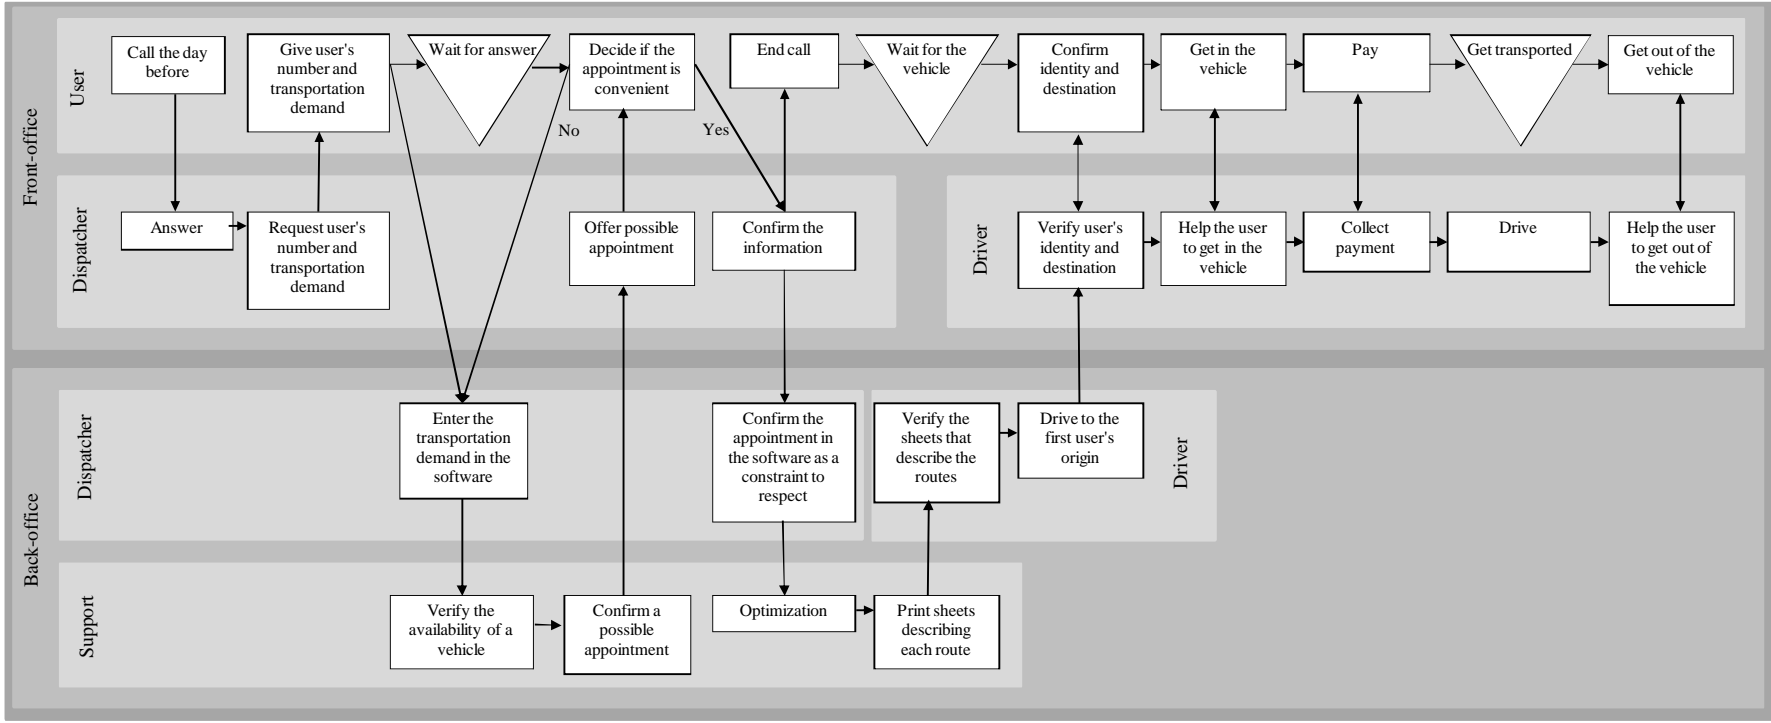 Front-office
User
Call the day
before
Give user's
number and
transportation
demand
Wait for answer
Decide if the
appointment is
convenient
End call
Wait for the
vehicle
Confirm
identity and
destination
Get in the
vehicle
Pay
Get transported
Get out of the
vehicle
No
Yes
Dispatcher
Answer
Request user's
number and
transportation
demand
Offer possible
appointment
Confirm the
information
Driver
Verify user's
identity and
destination
Help the user
to get in the
vehicle
Collect
payment
Drive
Help the user
to get out of
the vehicle
Back-office
Dispatcher
Enter the
transportation
demand in the
software
Confirm the
appointment in
the software as a
constraint to
respect
Verify the
sheets that
describe the
routes
Drive to the
first user's
origin
Driver
Support
Verify the
availability of a
vehicle
Confirm a
possible
appointment
Optimization
Print sheets
describing
each route